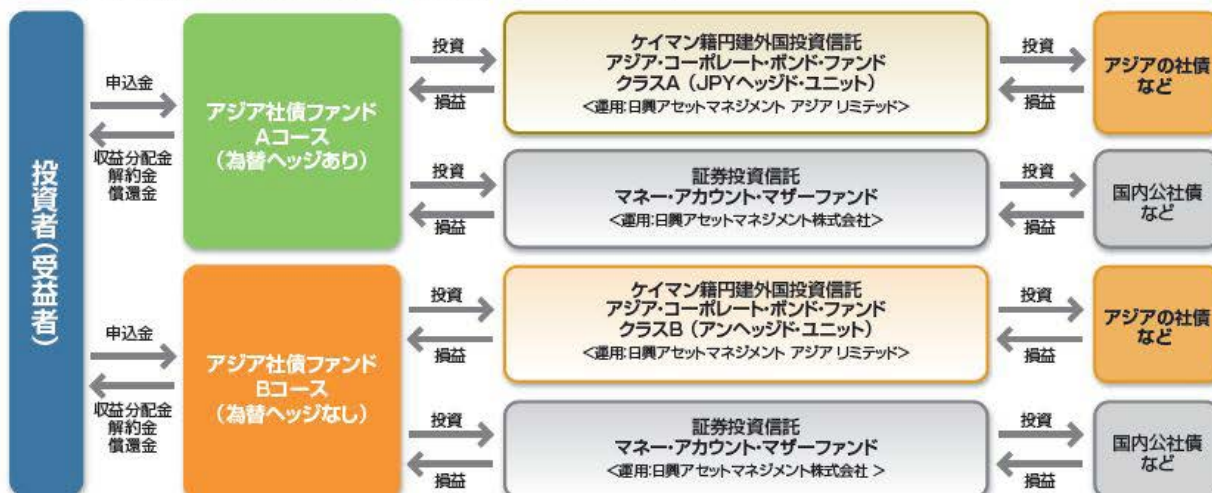 投資者(受益者)
申込金
収益分配金
解約金
償還金
アジア社債ファンド
Aコース
(為替ヘッジあり)
投資
損益
ケイマン籍円建外国投資信託
アジア・コーポレート・ボンド・ファンド
クラスA(JPYヘッジド・ユニット)
<運用:日興アセットマネジメント アジア リミテッド>
投資
損益
アジアの社債
など
投資
損益
証券投資信託
マネー・アカウント・マザーファンド
<運用:日興アセットマネジメント株式会社>
投資
損益
国内公社債
など
申込金
収益分配金
解約金
償還金
アジア社債ファンド
Bコース
(為替ヘッジなし)
投資
損益
ケイマン籍円建外国投資信託
アジア・コーポレート・ボンド・ファンド
クラスB(アンヘッジド・ユニット)
<運用:日興アセットマネジメント アジア リミテッド>
投資
損益
アジアの社債
など
投資
損益
証券投資信託
マネー・アカウント・マザーファンド
<運用:日興アセットマネジメント株式会社 >
投資
損益
国内公社債
など